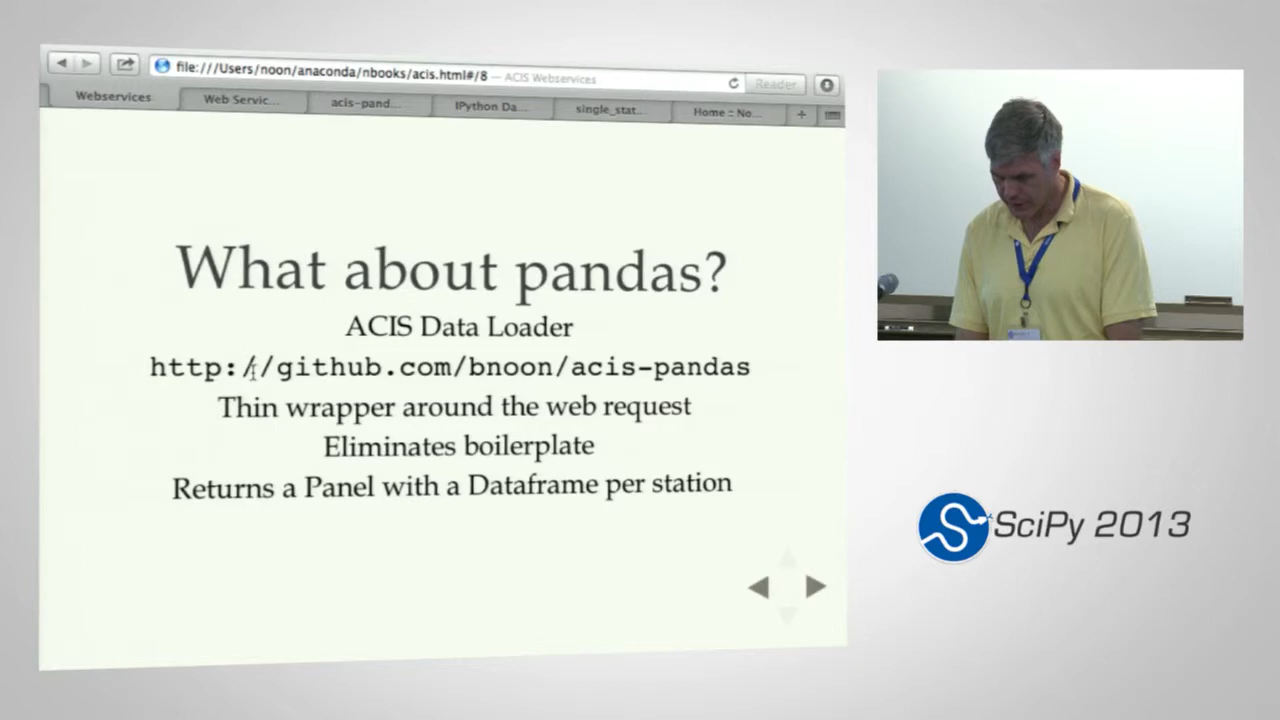 file:///Users/noon/anaconda/nbooks/acis.html#/8 — ACIS Webservices
Reader
Webservices
Web Servic...
acis-pand...
IPython Da...
single_stat...
Home :: No...
What about pandas?
ACIS Data Loader
http://github.com/bnoon/acis-pandas
Thin wrapper around the web request
Eliminates boilerplate
Returns a Panel with a Dataframe per station
SciPy 2013